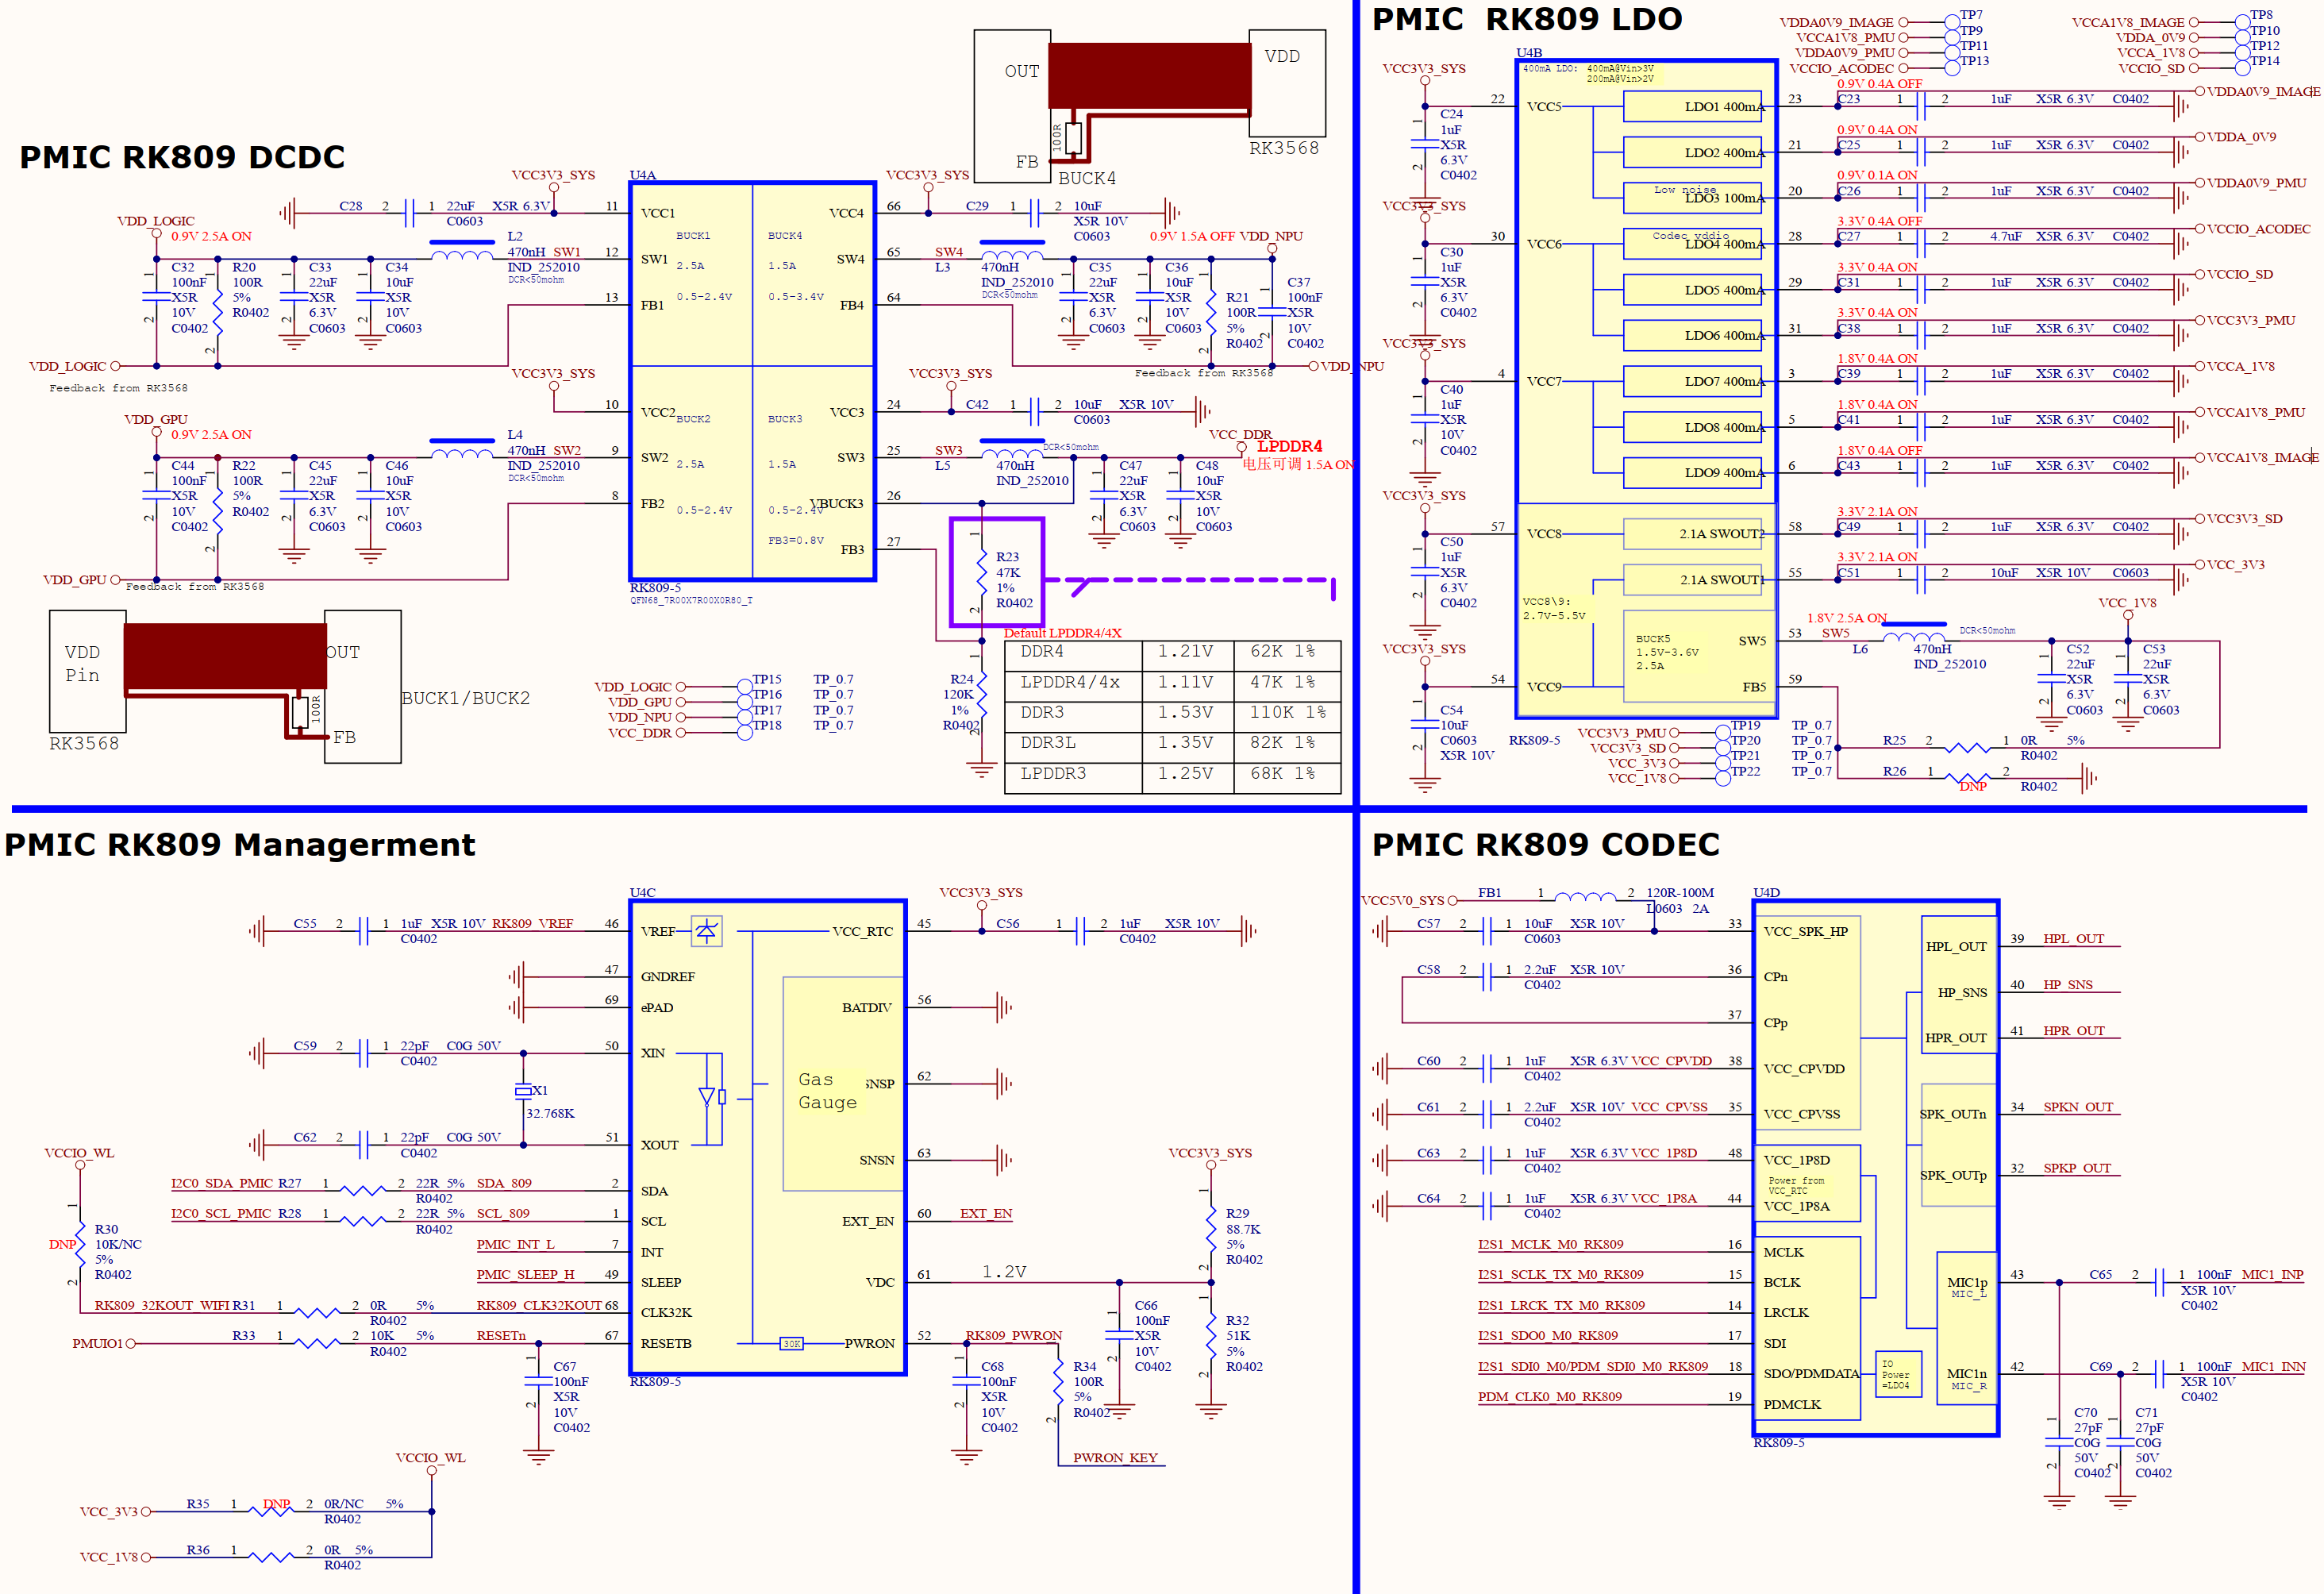 PMIC RK809 DCDC
OUT
VDD
100R
FB
RK3568
BUCK4
VCC3V3_SYS
U4A
VCC3V3_SYS
C28 2 1 22uF X5R 6.3V
C0603
11 VCC1
VCC4 66
C29 1 2 10uF
X5R 10V
C0603
BUCK1
BUCK4
VDD_LOGIC
0.9V 2.5A ON
L2
470nH SW1
IND_252010
DCR<50mohm
12 SW1
2.5A
1.5A
SW4 65
SW4
L3
470nH
IND_252010
DCR<50mohm
0.9V 1.5A OFF VDD_NPU
C32
100nF
X5R
10V
C0402
R20
100R
5%
R0402
C33
22uF
X5R
6.3V
C0603
C34
10uF
X5R
10V
C0603
13 FB1
0.5-2.4V
0.5-3.4V
FB4 64
C35
22uF
X5R
6.3V
C0603
C36
10uF
X5R
10V
C0603
R21
100R
5%
R0402
C37
100nF
X5R
10V
C0402
VDD_LOGIC
Feedback from RK3568
VDD_NPU
Feedback from RK3568
VCC3V3_SYS
VCC3V3_SYS
10 VCC2
BUCK2
BUCK3
VCC3 24
C42 1 2 10uF X5R 10V
C0603
VDD_GPU
0.9V 2.5A ON
L4
470nH SW2
IND_252010
DCR<50mohm
9 SW2
2.5A
1.5A
SW3 25
SW3
L5
470nH
IND_252010
DCR<50mohm
VCC_DDR
LPDDR4
电压可调 1.5A ON
C44
100nF
X5R
10V
C0402
R22
100R
5%
R0402
C45
22uF
X5R
6.3V
C0603
C46
10uF
X5R
10V
C0603
8 FB2
0.5-2.4V
0.5-2.4V
VBUCK3 26
C47
22uF
X5R
6.3V
C0603
C48
10uF
X5R
10V
C0603
FB3=0.8V
FB3 27
R23
47K
1%
R0402
VDD_GPU
Feedback from RK3568
RK809-5
QFN68_7R00X7R00X0R80_T
VDD
Pin
OUT
100R
FB
RK3568
BUCK1/BUCK2
VDD_LOGIC TP15 TP_0.7
VDD_GPU TP16 TP_0.7
VDD_NPU TP17 TP_0.7
VCC_DDR TP18 TP_0.7
R24
120K
1%
R0402
Default LPDDR4/4X
DDR4 1.21V 62K 1%
LPDDR4/4x 1.11V 47K 1%
DDR3 1.53V 110K 1%
DDR3L 1.35V 82K 1%
LPDDR3 1.25V 68K 1%
PMIC RK809 LDO
VDDA0V9_IMAGE TP7
VCCA1V8_PMU TP9
VDDA0V9_PMU TP11
VCCIO_ACODEC TP13
VCCA1V8_IMAGE TP8
VDDA_0V9 TP10
VCCA_1V8 TP12
VCCIO_SD TP14
U4B
400mA LDO: 400mA@Vin>3V
200mA@Vin>2V
VCC3V3_SYS
22 VCC5
C24
1uF
X5R
6.3V
C0402
LDO1 400mA 23
0.9V 0.4A OFF
C23 1 2 1uF X5R 6.3V C0402
VDDA0V9_IMAGE
LDO2 400mA 21
0.9V 0.4A ON
C25 1 2 1uF X5R 6.3V C0402
VDDA_0V9
Low noise
LDO3 100mA 20
0.9V 0.1A ON
C26 1 2 1uF X5R 6.3V C0402
VDDA0V9_PMU
VCC3V3_SYS
30 VCC6
C30
1uF
X5R
6.3V
C0402
Codec vddio
LDO4 400mA 28
3.3V 0.4A OFF
C27 1 2 4.7uF X5R 6.3V C0402
VCCIO_ACODEC
LDO5 400mA 29
3.3V 0.4A ON
C31 1 2 1uF X5R 6.3V C0402
VCCIO_SD
LDO6 400mA 31
3.3V 0.4A ON
C38 1 2 1uF X5R 6.3V C0402
VCC3V3_PMU
VCC3V3_SYS
4 VCC7
C40
1uF
X5R
10V
C0402
LDO7 400mA 3
1.8V 0.4A ON
C39 1 2 1uF X5R 6.3V C0402
VCCA_1V8
LDO8 400mA 5
1.8V 0.4A ON
C41 1 2 1uF X5R 6.3V C0402
VCCA1V8_PMU
LDO9 400mA 6
1.8V 0.4A OFF
C43 1 2 1uF X5R 6.3V C0402
VCCA1V8_IMAGE
VCC3V3_SYS
57 VCC8
C50
1uF
X5R
6.3V
C0402
2.1A SWOUT2 58
3.3V 2.1A ON
C49 1 2 1uF X5R 6.3V C0402
VCC3V3_SD
2.1A SWOUT1 55
3.3V 2.1A ON
C51 1 2 10uF X5R 10V C0603
VCC_3V3
VCC8\9:
2.7V-5.5V
BUCK5
1.5V-3.6V
2.5A
SW5 53
1.8V 2.5A ON
SW5
L6
470nH
IND_252010
DCR<50mohm
VCC_1V8
C52
22uF
X5R
6.3V
C0603
C53
22uF
X5R
6.3V
C0603
VCC3V3_SYS
54 VCC9
C54
10uF
C0603
X5R 10V
FB5 59
RK809-5
VCC3V3_PMU TP19 TP_0.7
VCC3V3_SD TP20 TP_0.7
VCC_3V3 TP21 TP_0.7
VCC_1V8 TP22 TP_0.7
R25 2 1 0R 5%
R0402
R26 1 2
DNP
R0402
PMIC RK809 Managerment
U4C
C55 2 1 1uF X5R 10V RK809_VREF 46 VREF
C0402
VCC3V3_SYS
VCC_RTC 45
C56 1 2 1uF X5R 10V
C0402
47 GNDREF
69 ePAD
BATDIV 56
C59 2 1 22pF C0G 50V 50 XIN
C0402
X1
32.768K
Gas
Gauge
SNSP 62
C62 2 1 22pF C0G 50V 51 XOUT
C0402
SNSN 63
VCCIO_WL
I2C0_SDA_PMIC R27 1 2 22R 5% SDA_809 2 SDA
R0402
I2C0_SCL_PMIC R28 1 2 22R 5% SCL_809 1 SCL
R0402
EXT_EN 60 EXT_EN
VCC3V3_SYS
R29
88.7K
5%
R0402
R30
DNP 10K/NC
5%
R0402
PMIC_INT_L 7 INT
PMIC_SLEEP_H 49 SLEEP
VDC 61 1.2V
RK809_32KOUT_WIFI R31 1 2 0R 5% RK809_CLK32KOUT 68 CLK32K
R0402
PMUIO1 R33 1 2 10K 5% RESETn 67 RESETB
R0402
30K
PWRON 52 RK809_PWRON
C66
100nF
X5R
10V
C0402
R32
51K
5%
R0402
RK809-5
C67
100nF
X5R
10V
C0402
C68
100nF
X5R
10V
C0402
R34
100R
5%
R0402
PWRON_KEY
VCCIO_WL
VCC_3V3 R35 1 DNP 2 0R/NC 5%
R0402
VCC_1V8 R36 1 2 0R 5%
R0402
PMIC RK809 CODEC
VCC5V0_SYS FB1 1 2 120R-100M
L0603 2A
U4D
C57 2 1 10uF X5R 10V 33 VCC_SPK_HP
C0603
C58 2 1 2.2uF X5R 10V 36 CPn
C0402
37 CPp
C60 2 1 1uF X5R 6.3V VCC_CPVDD 38 VCC_CPVDD
C0402
C61 2 1 2.2uF X5R 10V VCC_CPVSS 35 VCC_CPVSS
C0402
C63 2 1 1uF X5R 6.3V VCC_1P8D 48 VCC_1P8D
C0402
Power from
VCC_RTC
C64 2 1 1uF X5R 6.3V VCC_1P8A 44 VCC_1P8A
C0402
I2S1_MCLK_M0_RK809 16 MCLK
I2S1_SCLK_TX_M0_RK809 15 BCLK
I2S1_LRCK_TX_M0_RK809 14 LRCLK
I2S1_SDO0_M0_RK809 17 SDI
I2S1_SDI0_M0/PDM_SDI0_M0_RK809 18 SDO/PDMDATA
PDM_CLK0_M0_RK809 19 PDMCLK
IO
Power
=LDO4
HPL_OUT 39 HPL_OUT
HP_SNS 40 HP_SNS
HPR_OUT 41 HPR_OUT
SPK_OUTn 34 SPKN_OUT
SPK_OUTp 32 SPKP_OUT
MIC1p 43 C65 2 1 100nF MIC1_INP
MIC_L
X5R 10V
C0402
MIC1n 42 C69 2 1 100nF MIC1_INN
MIC_R
X5R 10V
C0402
RK809-5
C70
27pF
C0G
50V
C0402
C71
27pF
C0G
50V
C0402